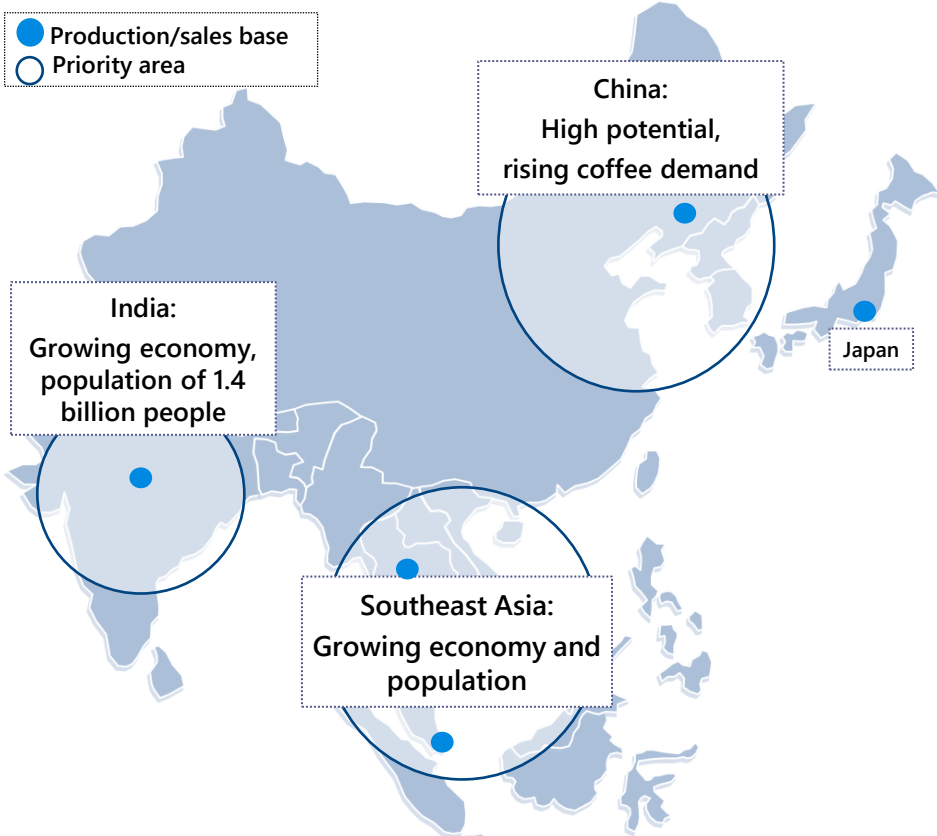 Production/sales base
Priority area
China:
High potential,
rising coffee demand
India:
Growing economy,
population of 1.4
billion people
Japan
Southeast Asia:
Growing economy and
population